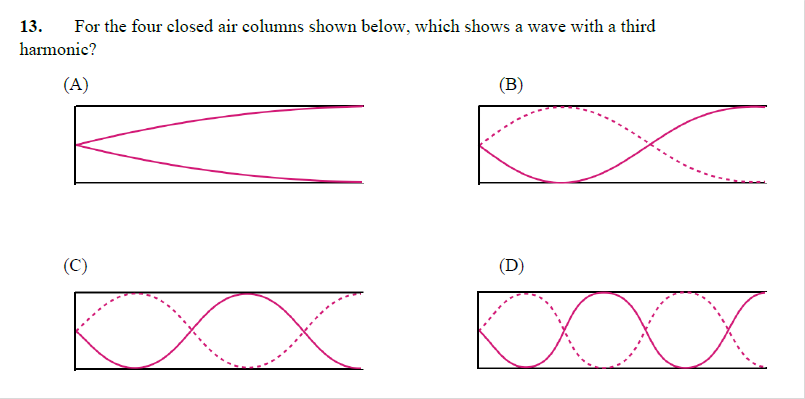 13. For the four closed air columns shown below, which shows a wave with a third
harmonic?
(A)
(B)
(C)
(D)